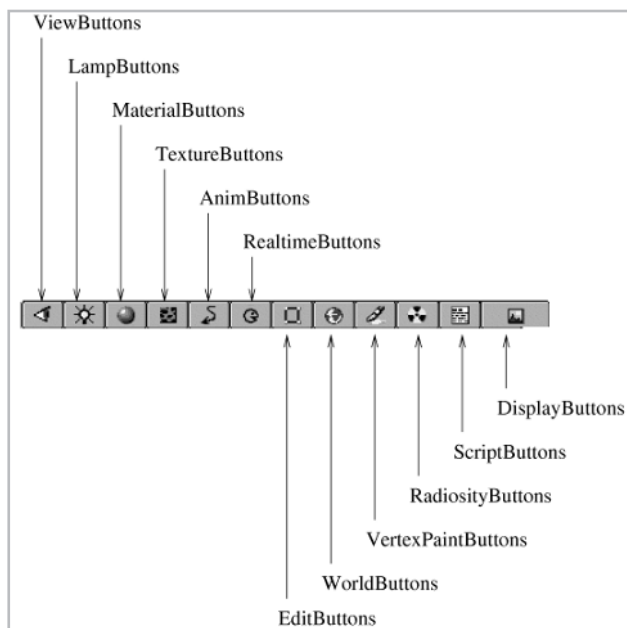 ViewButtons
LampButtons
MaterialButtons
TextureButtons
AnimButtons
RealtimeButtons
DisplayButtons
ScriptButtons
RadiosityButtons
VertexPaintButtons
WorldButtons
EditButtons